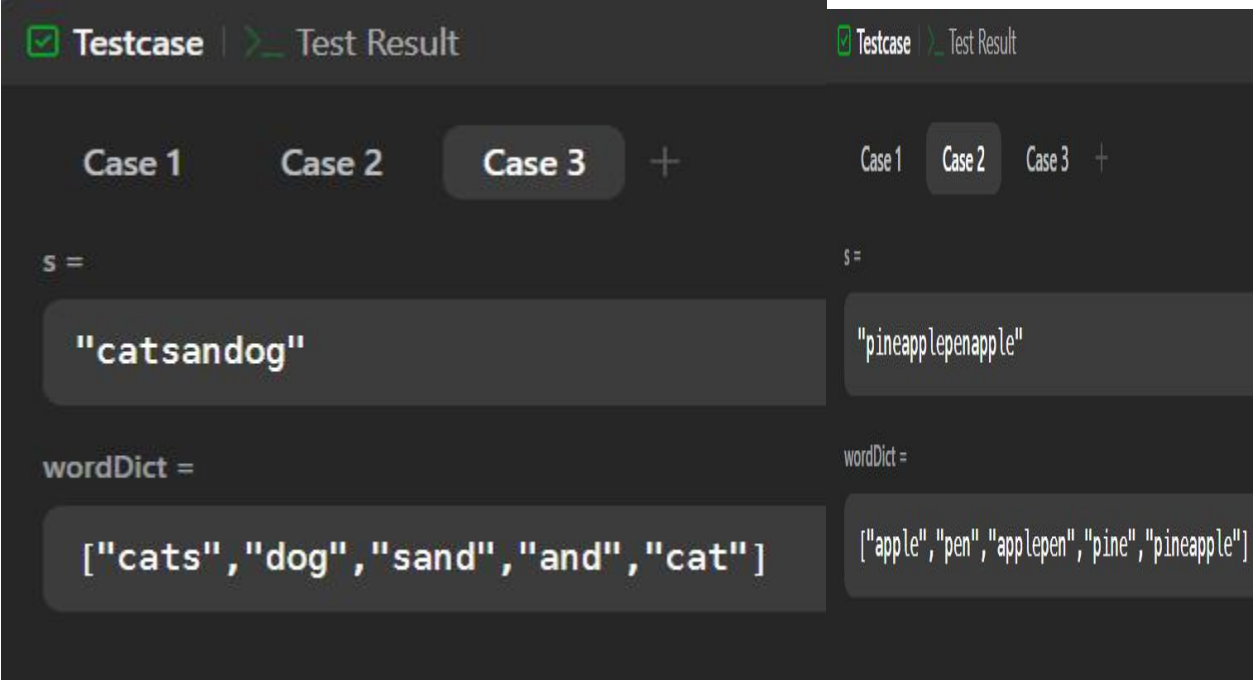 Testcase | >_ Test Result
Case 1 Case 2 Case 3 +
s =
"catsandog"
wordDict =
["cats","dog","sand","and","cat"]
Testcase | >_ Test Result
Case 1 Case 2 Case 3 +
s =
"pineapplepenapple"
wordDict =
["apple","pen","applepen","pine","pineapple"]